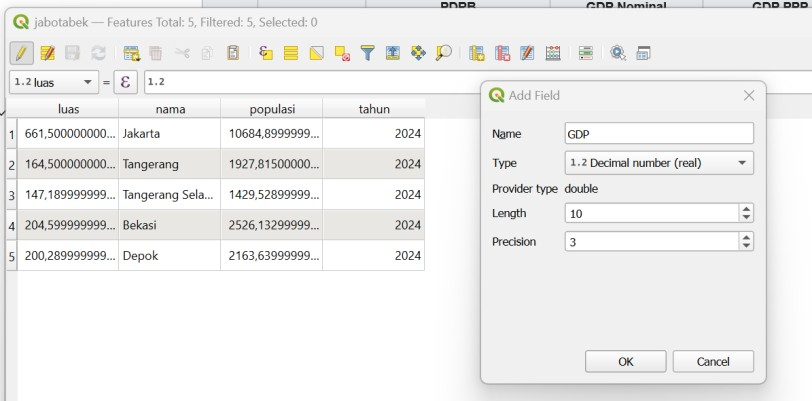 PDRB GDP Nominal GDP PPP
jabotabek — Features Total: 5, Filtered: 5, Selected: 0
1.2 luas = ε 1.2
luas nama populasi tahun
1 661,500000000... Jakarta 10684,8999999... 2024
2 164,500000000... Tangerang 1927,81500000... 2024
3 147,189999999... Tangerang Sela... 1429,52899999... 2024
4 204,599999999... Bekasi 2526,13299999... 2024
5 200,289999999... Depok 2163,63999999... 2024
Add Field
Name GDP
Type 1.2 Decimal number (real)
Provider type double
Length 10
Precision 3
OK Cancel